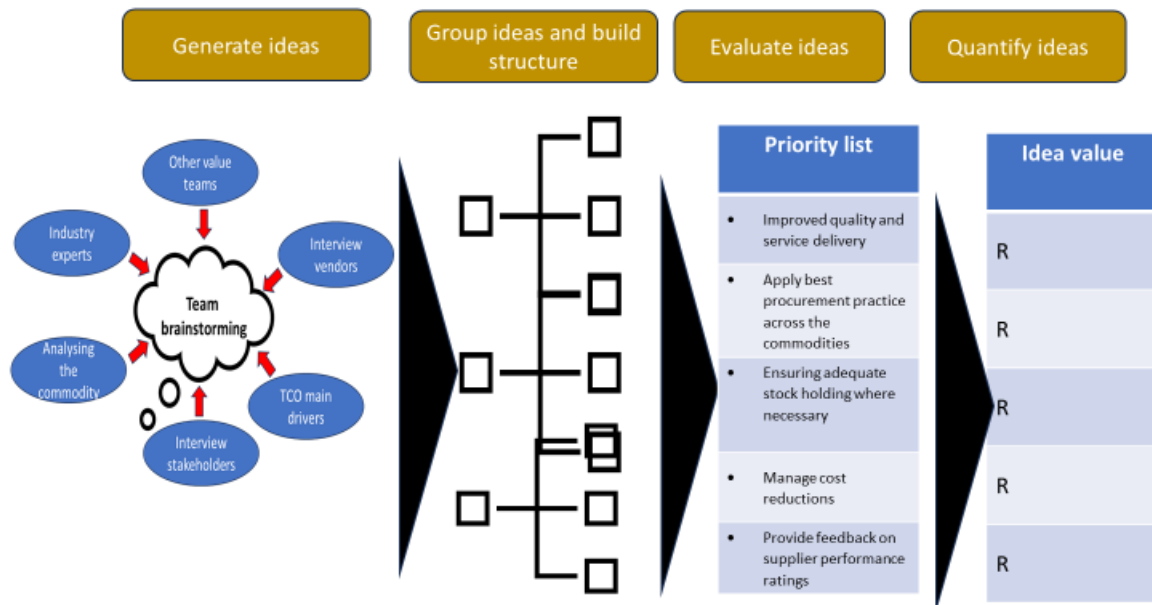 Generate ideas
Group ideas and build
structure
Evaluate ideas
Quantify ideas
Other value
teams
Industry
experts
Interview
vendors
Team
brainstorming
Analysing
the
commodity
TCO main
drivers
Interview
stakeholders
Priority list
• Improved quality and
service delivery
• Apply best
procurement practice
across the
commodities
• Ensuring adequate
stock holding where
necessary
• Manage cost
reductions
• Provide feedback on
supplier performance
ratings
Idea value
R
R
R
R
R